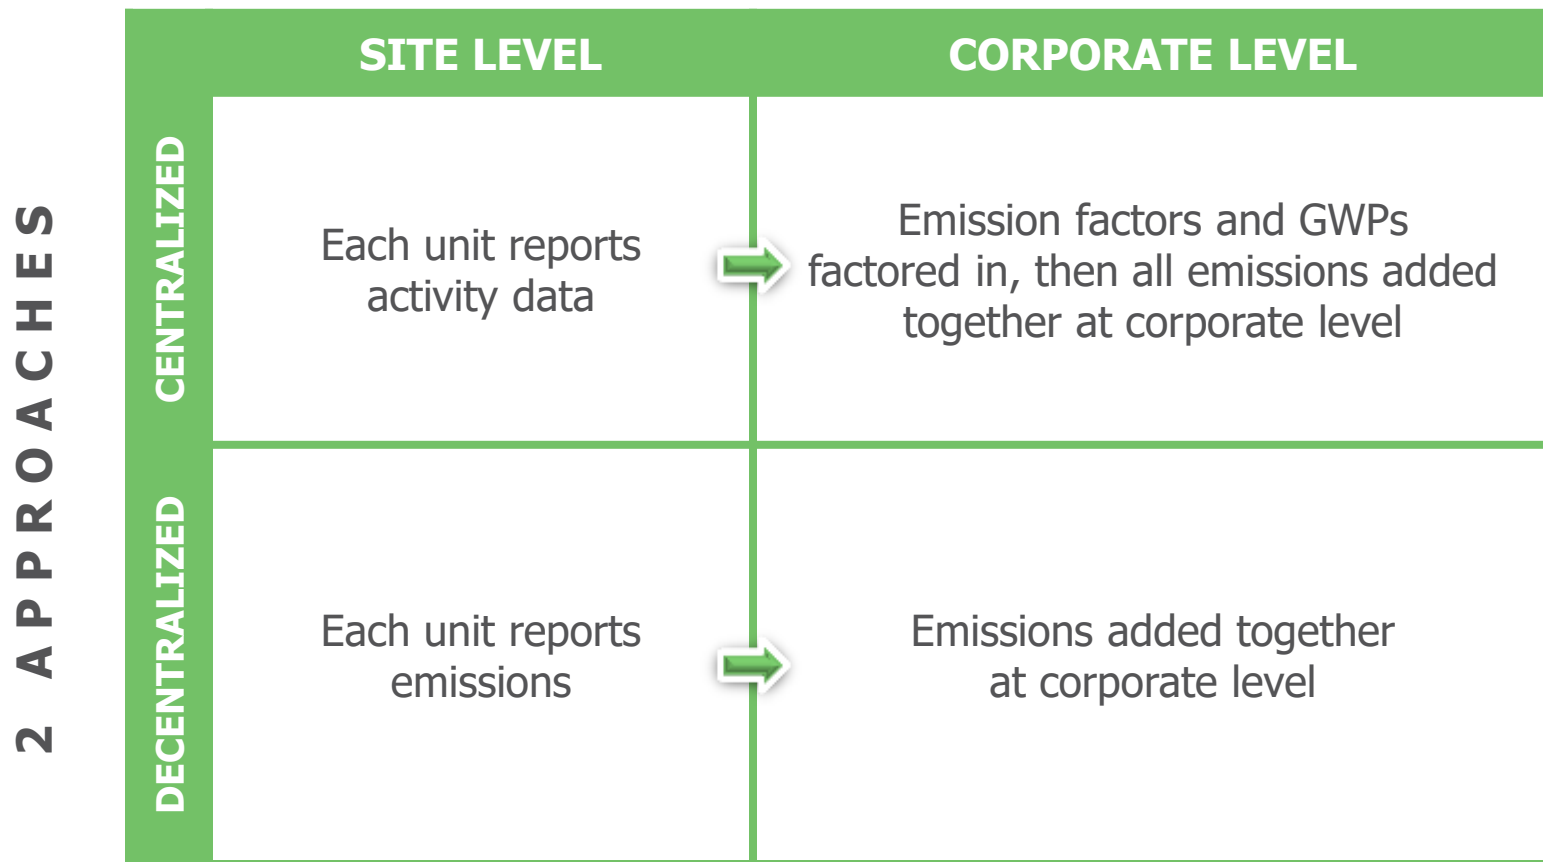 2 APPROACHES
SITE LEVEL
CORPORATE LEVEL
CENTRALIZED
Each unit reports
activity data
Emission factors and GWPs
factored in, then all emissions added
together at corporate level
DECENTRALIZED
Each unit reports
emissions
Emissions added together
at corporate level